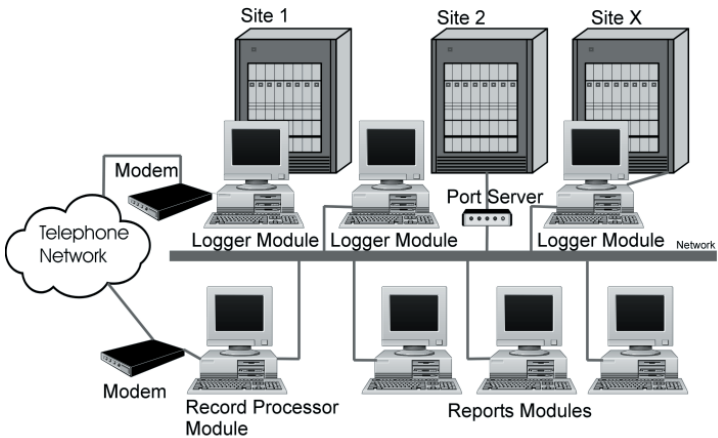 Site 1
Site 2
Site X
Modem
Port Server
Logger Module
Logger Module
Logger Module
Telephone
Network
Network
Modem
Record Processor
Module
Reports Modules